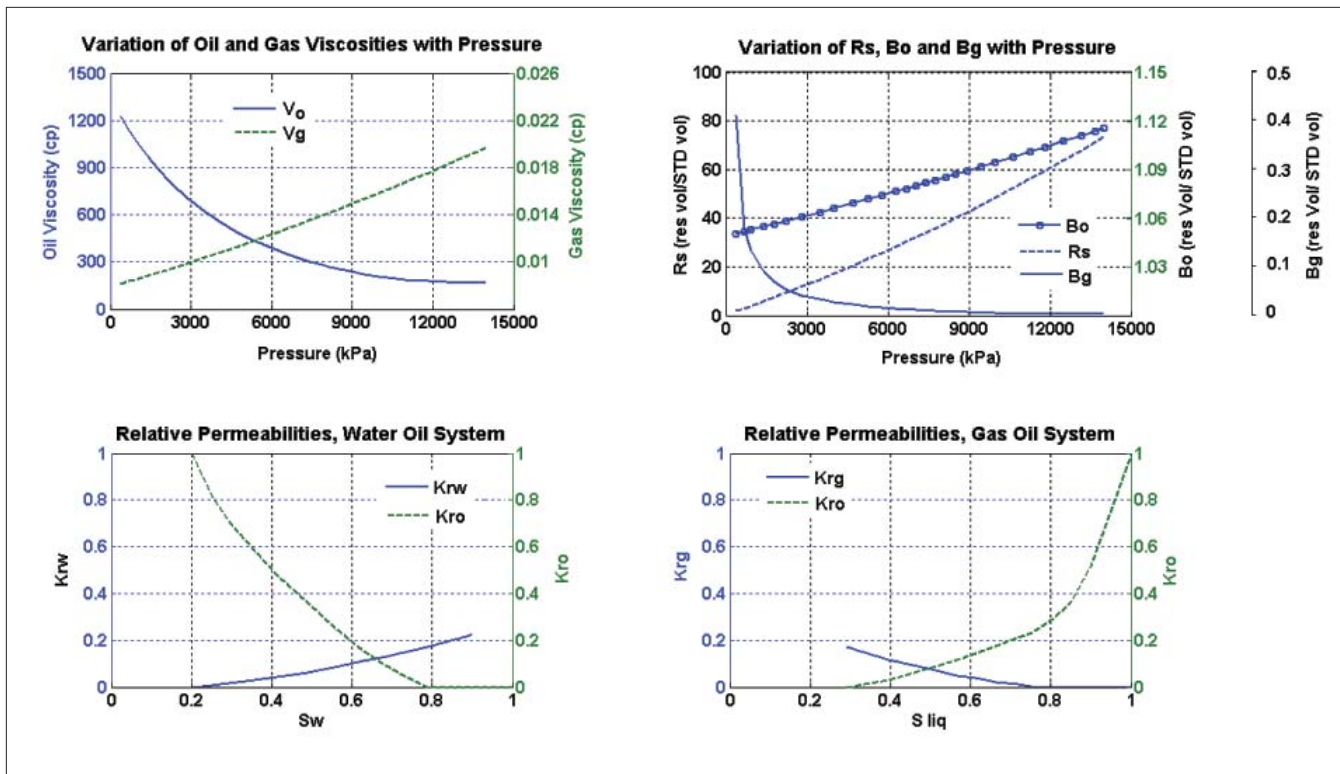 Variation of Oil and Gas Viscosities with Pressure
1500
1200
900
600
300
0
Oil Viscosity (cp)
Vo
Vg
0.026
0.022
0.018
0.014
0.01
Gas Viscosity (cp)
0 3000 6000 9000 12000 15000
Pressure (kPa)
Variation of Rs, Bo and Bg with Pressure
100
80
60
40
20
0
Rs (res vol/STD vol)
Bo
Rs
Bg
1.15
1.12
1.09
1.06
1.03
Bo (res Vol/ STD vol)
0.5
0.4
0.3
0.2
0.1
0
Bg (res Vol/ STD vol)
0 3000 6000 9000 12000 15000
Pressure (kPa)
Relative Permeabilities, Water Oil System
1
0.8
0.6
0.4
0.2
0
Krw
Krw
Kro
1
0.8
0.6
0.4
0.2
0
Kro
0 0.2 0.4 0.6 0.8 1
Sw
Relative Permeabilities, Gas Oil System
1
0.8
0.6
0.4
0.2
0
Krg
Krg
Kro
1
0.8
0.6
0.4
0.2
0
Kro
0 0.2 0.4 0.6 0.8 1
S liq